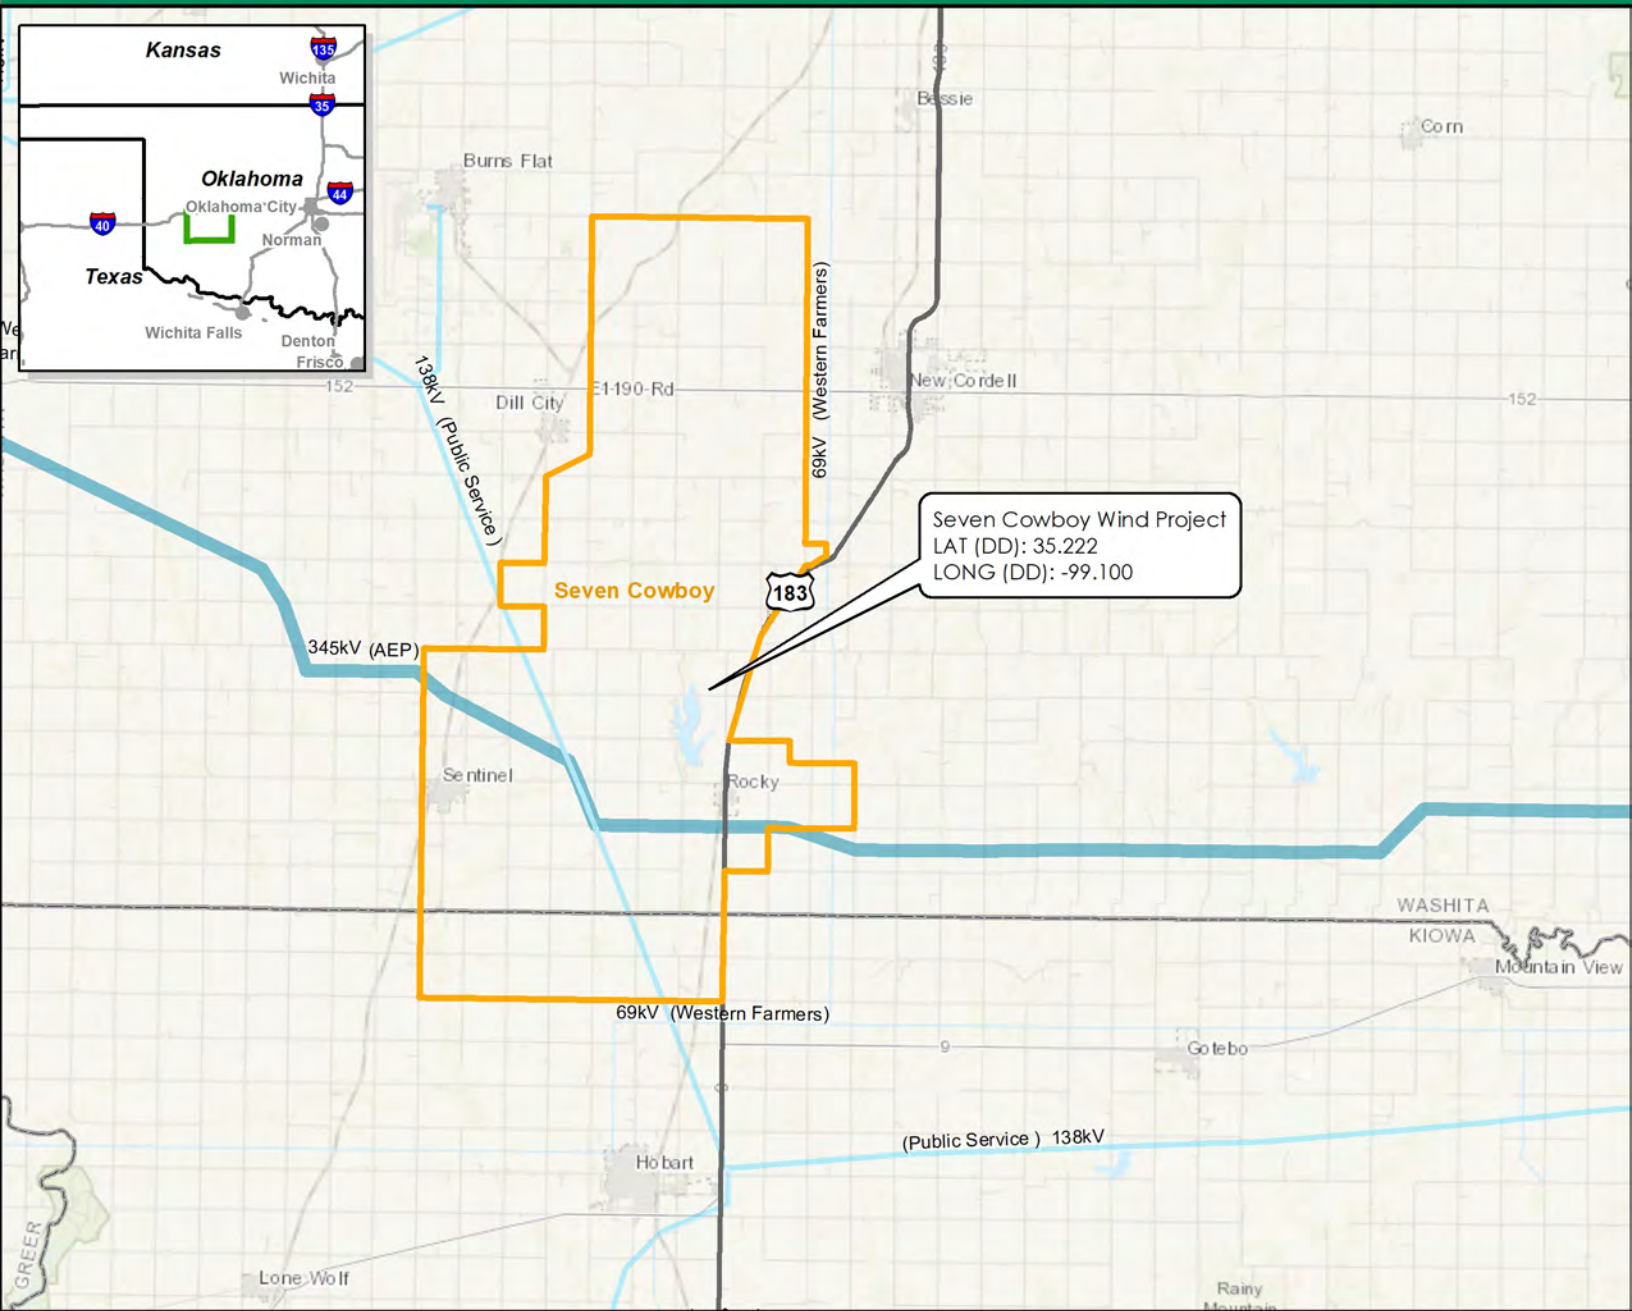 Kansas
135
Wichita
35
Oklahoma
44
Oklahoma City
40
Norman
Texas
Wichita Falls
Denton
Frisco
183
Bessie
Corn
Burns Flat
138kV (Public Service )
69kV (Western Farmers)
152
E1190-Rd
New Cordell
152
Dill City
Seven Cowboy Wind Project
LAT (DD): 35.222
LONG (DD): -99.100
Seven Cowboy
183
345kV (AEP)
Sentinel
Rocky
WASHITA
KIOWA
Mountain View
69kV (Western Farmers)
9
Gotebo
(Public Service ) 138kV
Hobart
GREER
Lone Wolf
Rainy
Mountain